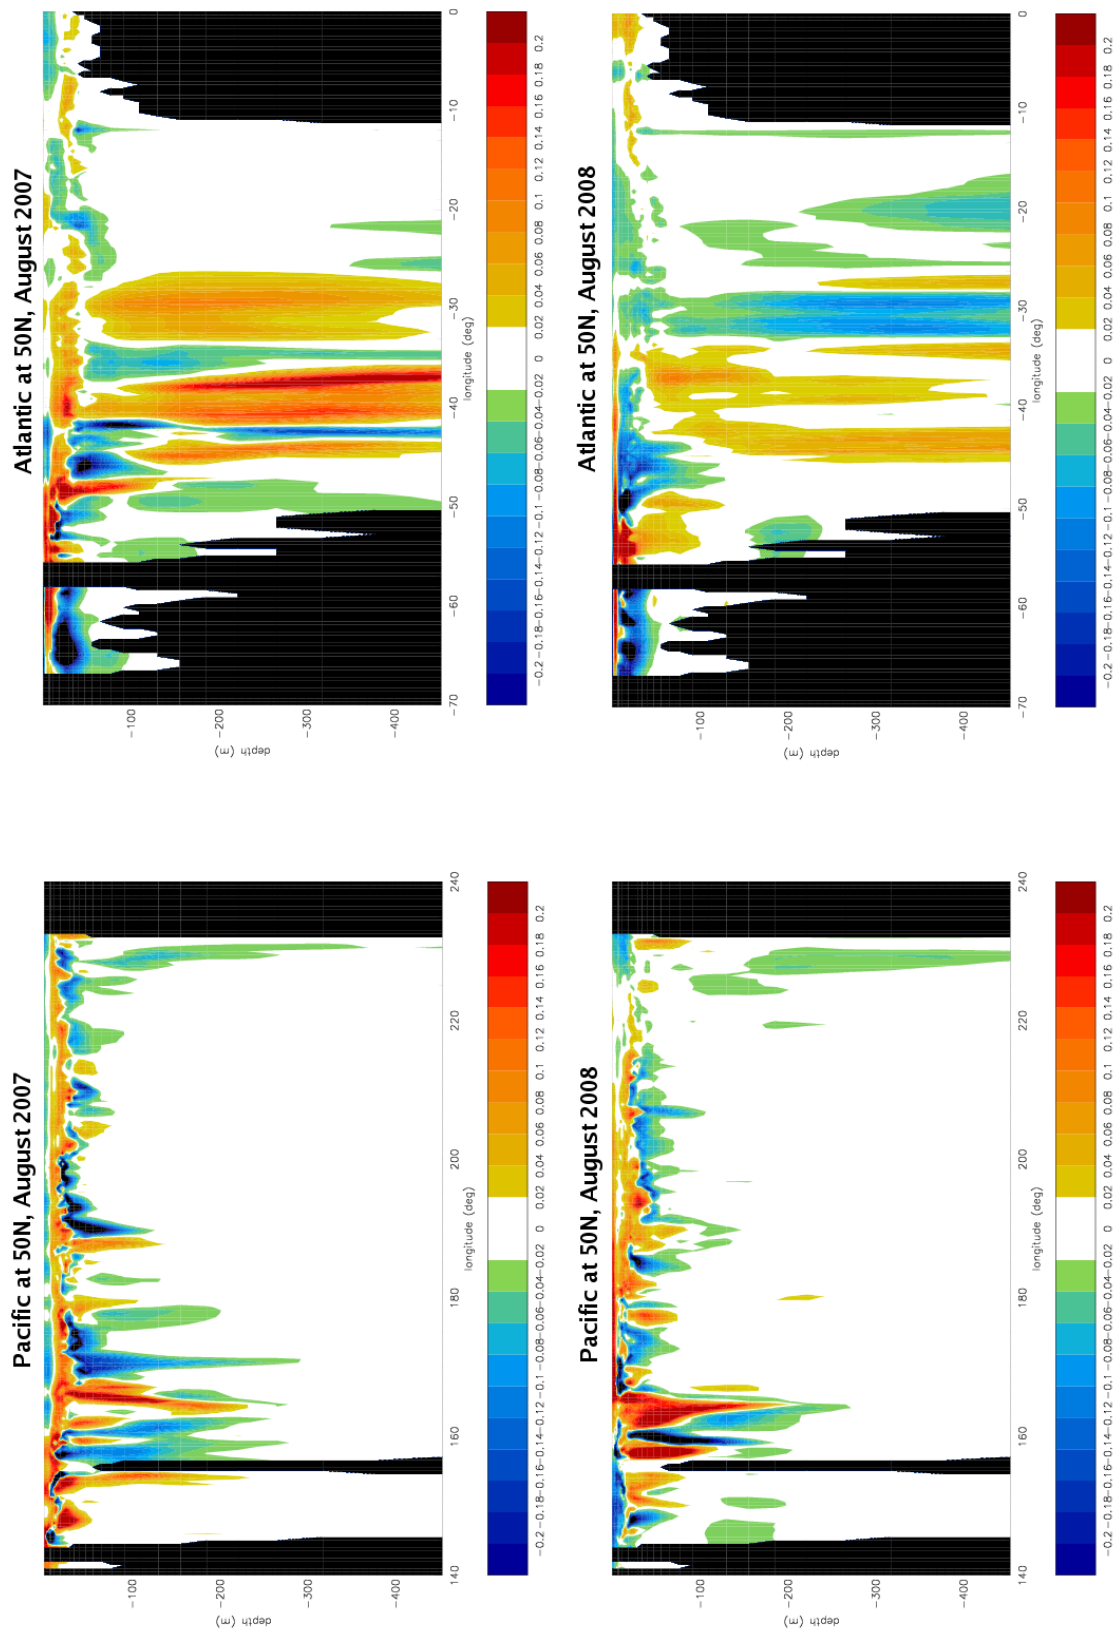 Pacific at 50N, August 2007
depth (m)
−100
−200
−300
−400
140 160 180 200 220 240
longitude (deg)
−0.2−0.18−0.16−0.14−0.12−0.1−0.08−0.06−0.04−0.02 0 0.02 0.04 0.06 0.08 0.1 0.12 0.14 0.16 0.18 0.2
Atlantic at 50N, August 2007
depth (m)
−100
−200
−300
−400
−70 −60 −50 −40 −30 −20 −10 0
longitude (deg)
−0.2−0.18−0.16−0.14−0.12−0.1−0.08−0.06−0.04−0.02 0 0.02 0.04 0.06 0.08 0.1 0.12 0.14 0.16 0.18 0.2
Pacific at 50N, August 2008
depth (m)
−100
−200
−300
−400
140 160 180 200 220 240
longitude (deg)
−0.2−0.18−0.16−0.14−0.12−0.1−0.08−0.06−0.04−0.02 0 0.02 0.04 0.06 0.08 0.1 0.12 0.14 0.16 0.18 0.2
Atlantic at 50N, August 2008
depth (m)
−100
−200
−300
−400
−70 −60 −50 −40 −30 −20 −10 0
longitude (deg)
−0.2−0.18−0.16−0.14−0.12−0.1−0.08−0.06−0.04−0.02 0 0.02 0.04 0.06 0.08 0.1 0.12 0.14 0.16 0.18 0.2